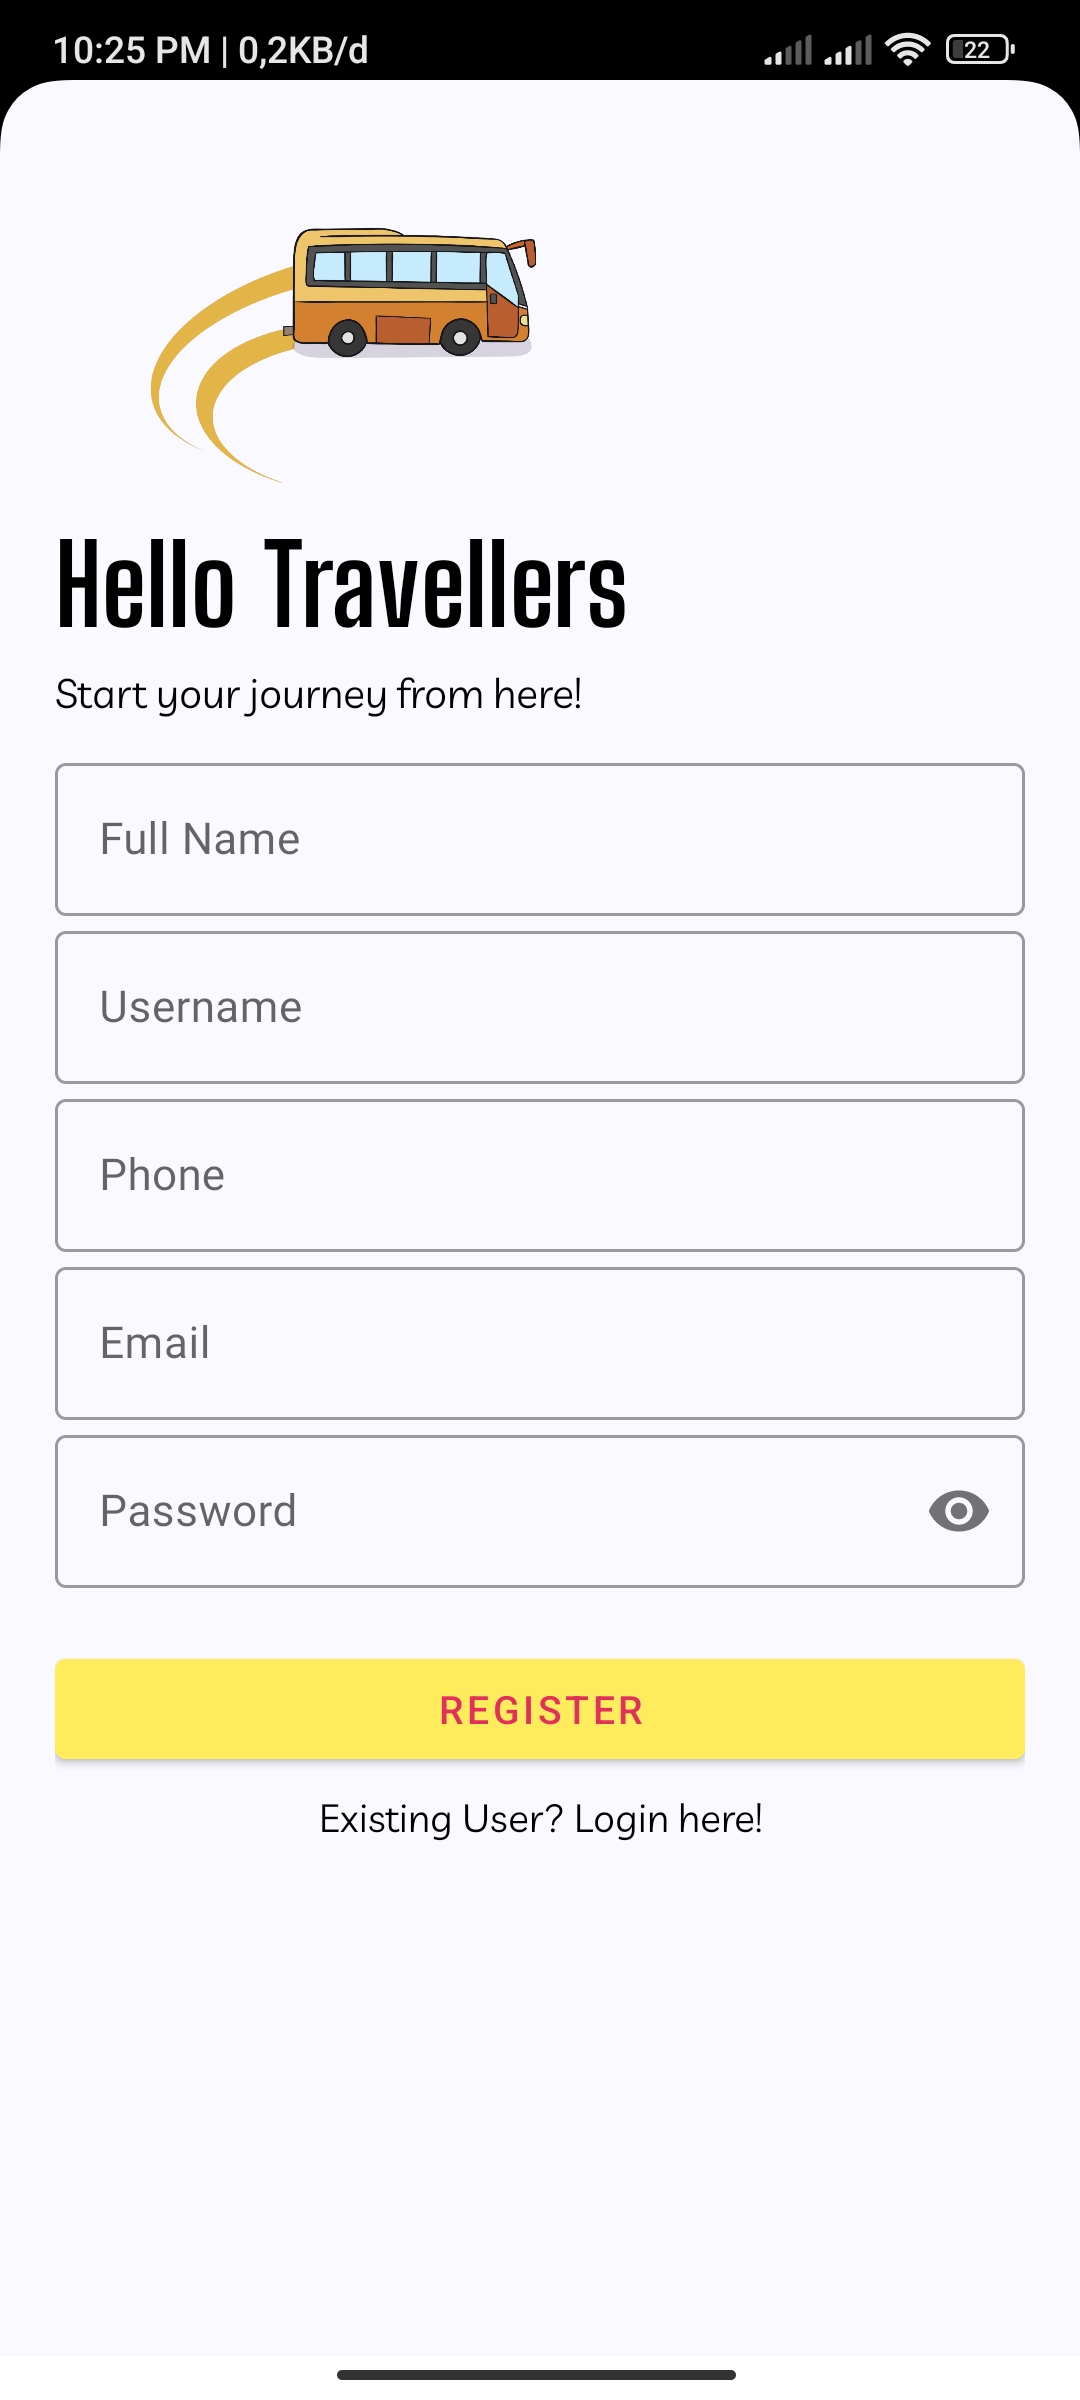 10:25 PM | 0,2KB/d
22
Hello Travellers
Start your journey from here!
Full Name
Username
Phone
Email
Password
REGISTER
Existing User? Login here!